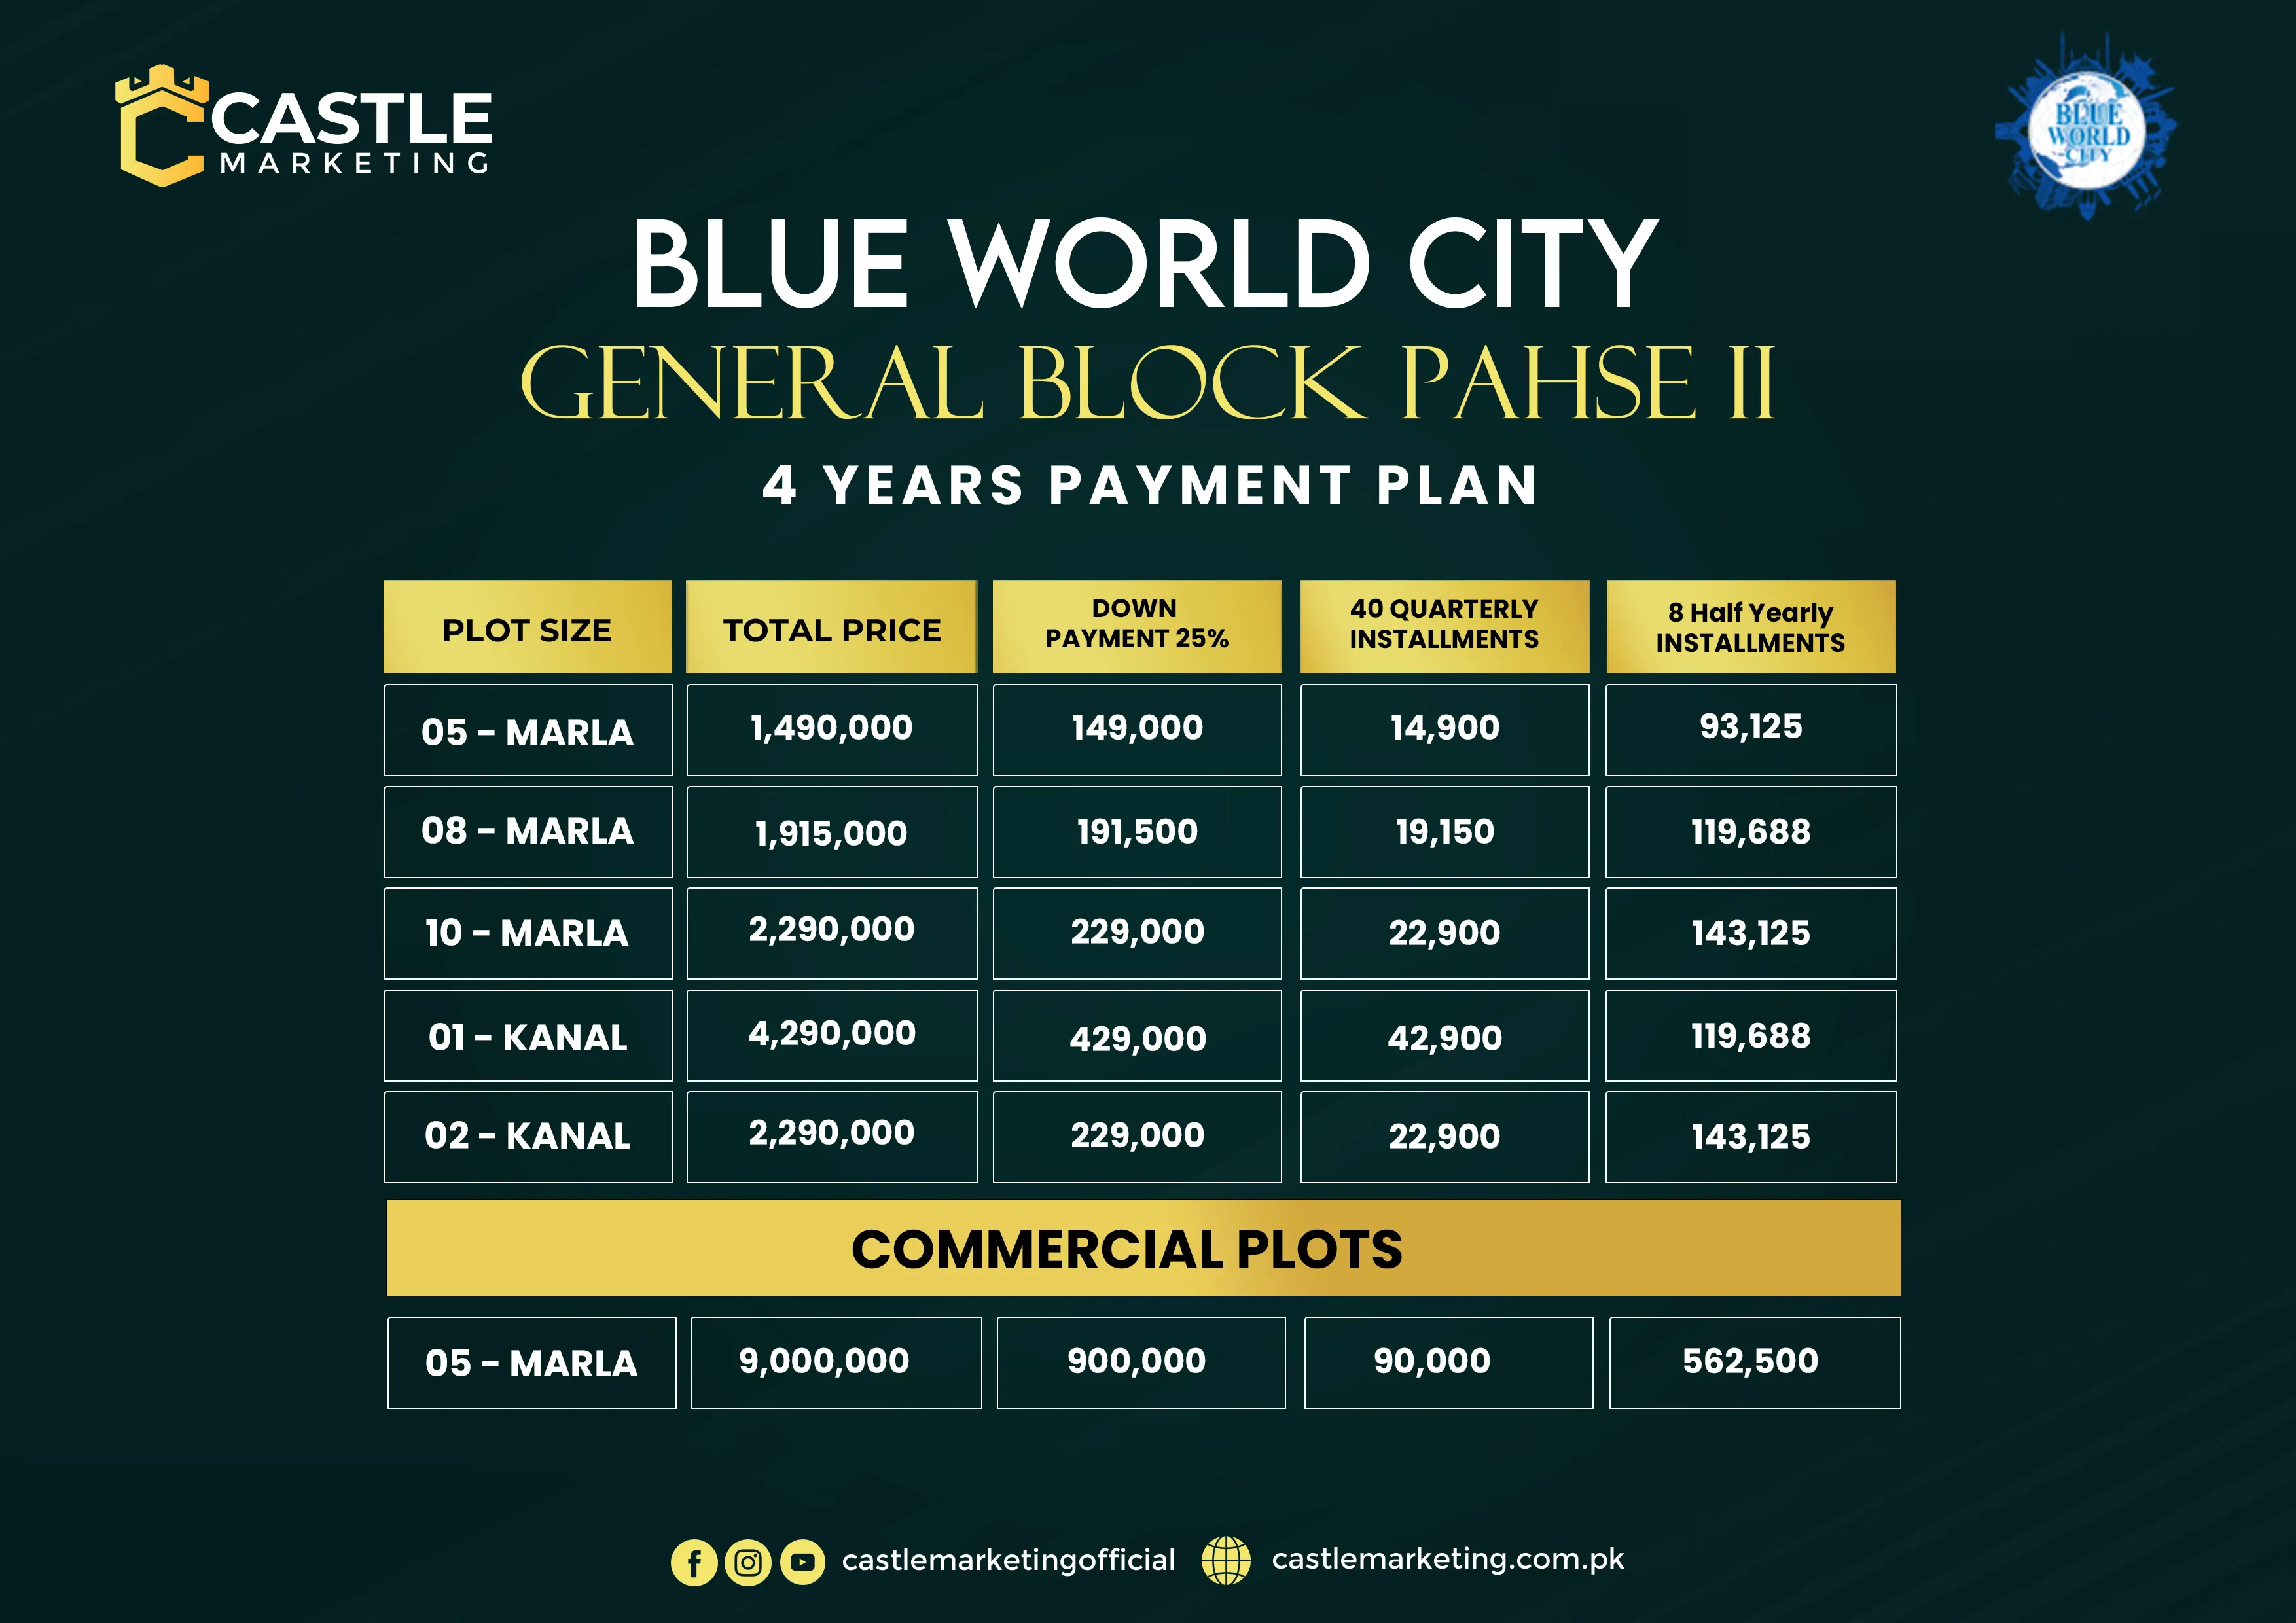 CASTLE
MARKETING
BLUE
WORLD
CITY
BLUE WORLD CITY
GENERAL BLOCK PAHSE II
4 YEARS PAYMENT PLAN
PLOT SIZE TOTAL PRICE DOWN PAYMENT 25% 40 QUARTERLY INSTALLMENTS 8 Half Yearly INSTALLMENTS
05 - MARLA 1,490,000 149,000 14,900 93,125
08 - MARLA 1,915,000 191,500 19,150 119,688
10 - MARLA 2,290,000 229,000 22,900 143,125
01 - KANAL 4,290,000 429,000 42,900 119,688
02 - KANAL 2,290,000 229,000 22,900 143,125
COMMERCIAL PLOTS
05 - MARLA 9,000,000 900,000 90,000 562,500
castlemarketingofficial castlemarketing.com.pk